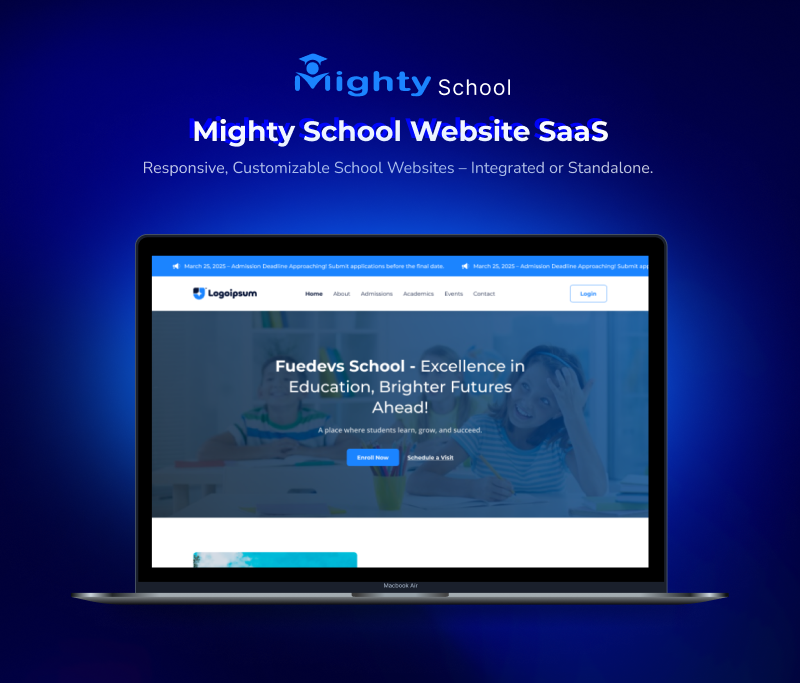 Mighty School
Mighty School Website SaaS
Responsive, Customizable School Websites – Integrated or Standalone.
March 25, 2025 - Admission Deadline Approaching! Submit applications before the final date. March 25, 2025 - Admission Deadline Approaching! Submit app
Logoipsum Home About Admissions Academics Events Contact Login
Fuedevs School - Excellence in
Education, Brighter Futures
Ahead!
A place where students learn, grow, and succeed.
Enroll Now Schedule a Visit
Macbook Air